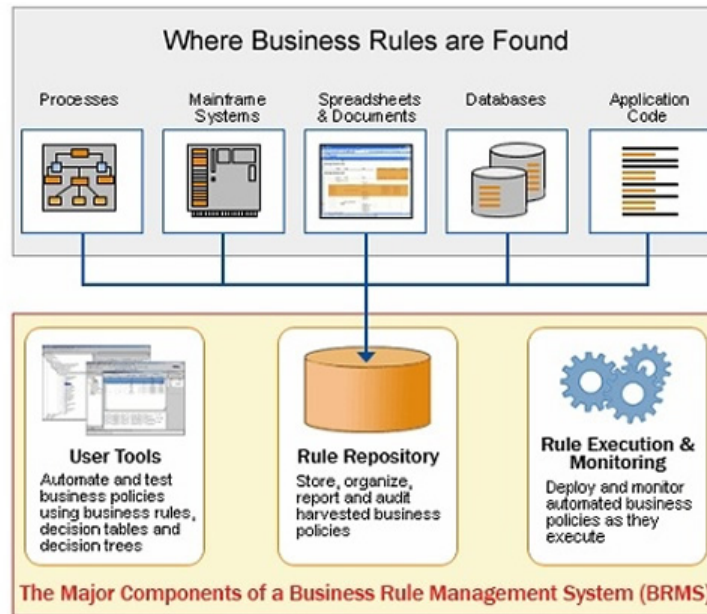 Where Business Rules are Found
Processes
Mainframe
Systems
Spreadsheets
& Documents
Databases
Application
Code
User Tools
Automate and test
business policies
using business rules,
decision tables and
decision trees
Rule Repository
Store, organize,
report and audit
harvested business
policies
Rule Execution &
Monitoring
Deploy and monitor
automated business
policies as they
execute
The Major Components of a Business Rule Management System (BRMS)